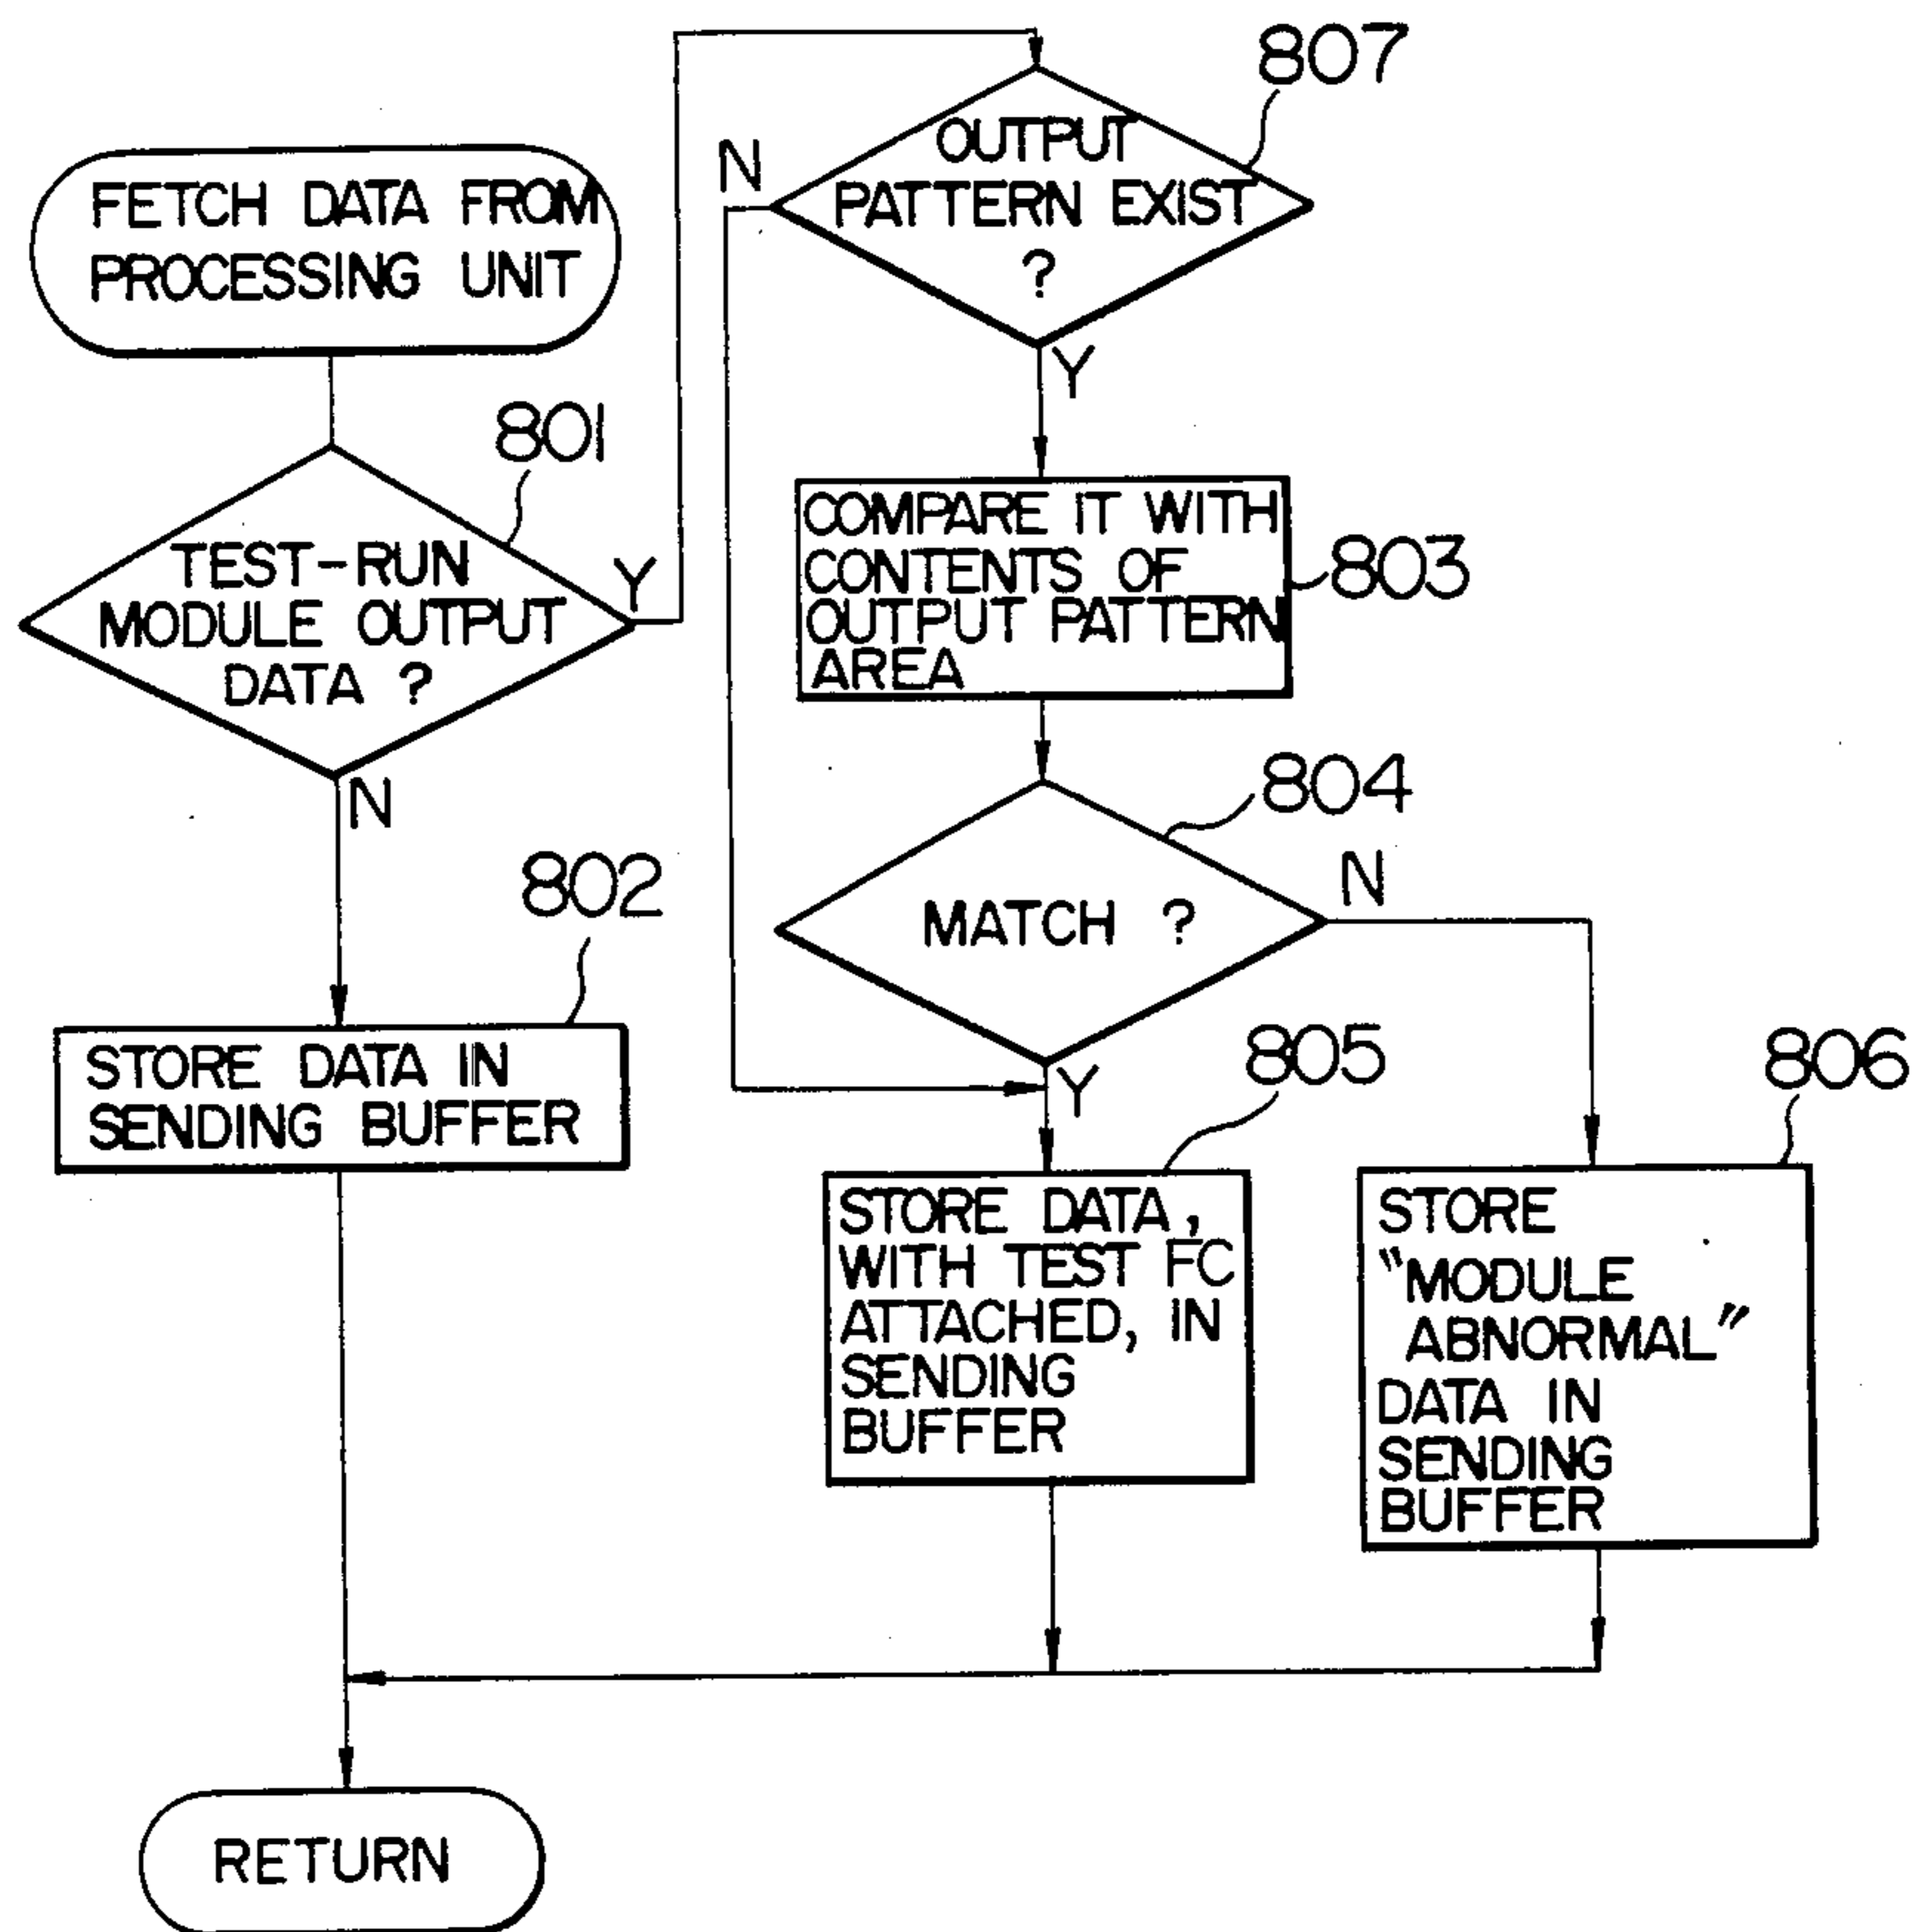 FETCH DATA FROM
PROCESSING UNIT
801
TEST-RUN
MODULE OUTPUT
DATA ?
Y
N
802
STORE DATA IN
SENDING BUFFER
807
OUTPUT
PATTERN EXIST
?
N
Y
COMPARE IT WITH
CONTENTS OF
OUTPUT PATTERN
AREA
803
804
MATCH ?
N
Y
805
STORE DATA,
WITH TEST FC
ATTACHED, IN
SENDING
BUFFER
806
STORE
"MODULE
ABNORMAL"
DATA IN
SENDING
BUFFER
RETURN